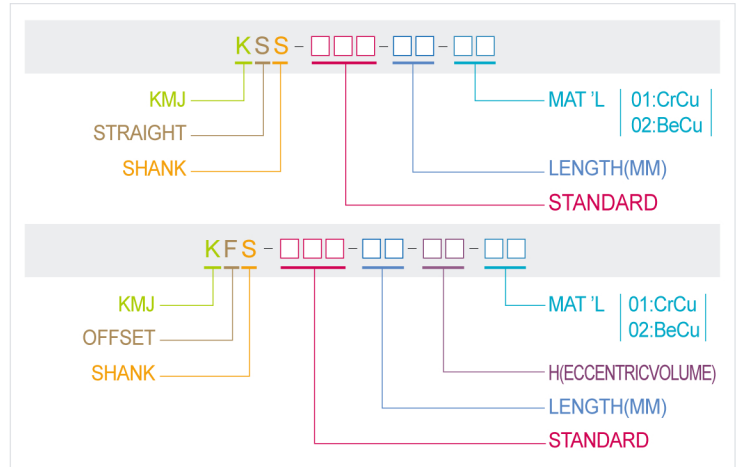 KSS-□□□-□□-□□
KMJ
MAT 'L 01:CrCu
STRAIGHT
02:BeCu
SHANK
LENGTH(MM)
STANDARD
KFS-□□□-□□-□□-□□
KMJ
MAT 'L 01:CrCu
OFFSET
02:BeCu
SHANK
H(ECCENTRICVOLUME)
LENGTH(MM)
STANDARD